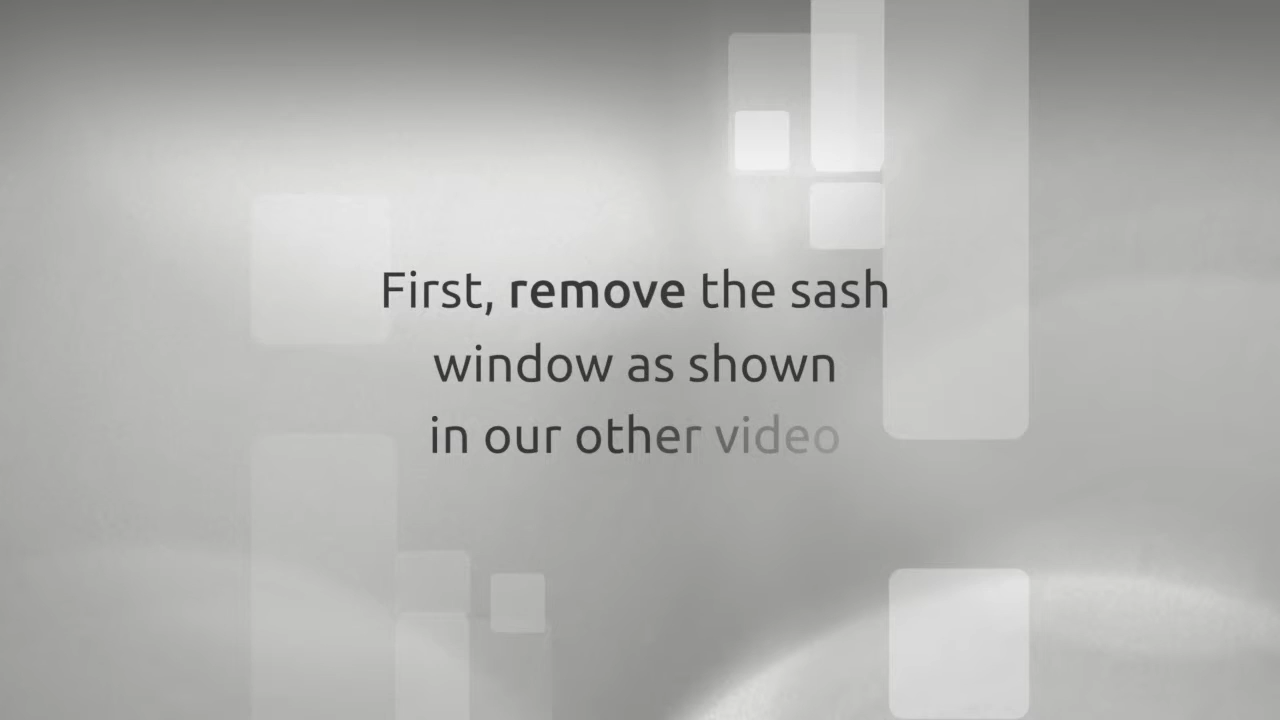 First, remove the sash
window as shown
in our other video